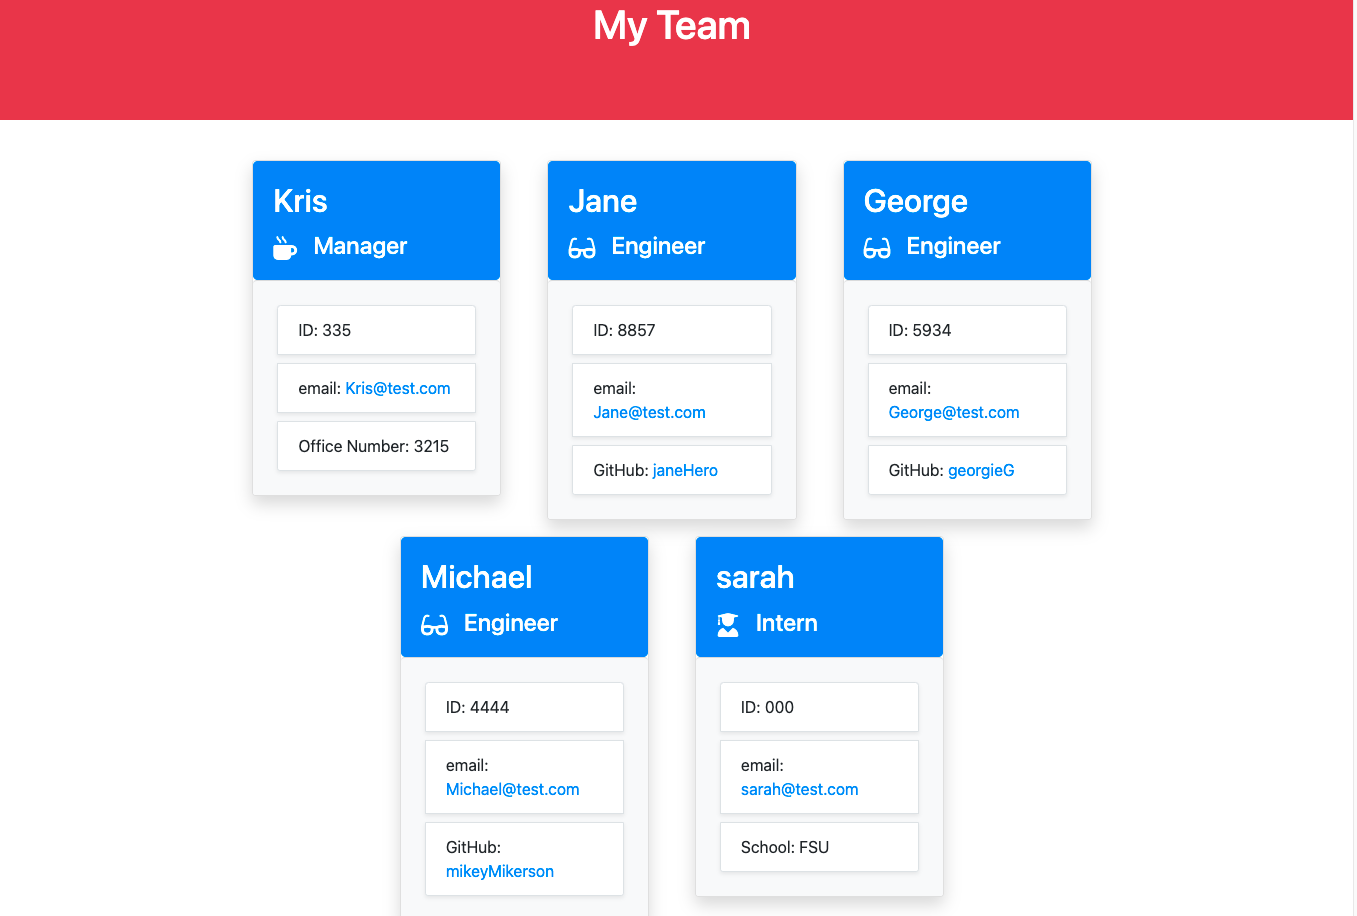 My Team
Kris
Manager
ID: 335
email: Kris@test.com
Office Number: 3215
Jane
Engineer
ID: 8857
email:
Jane@test.com
GitHub: janeHero
George
Engineer
ID: 5934
email:
George@test.com
GitHub: georgieG
Michael
Engineer
ID: 4444
email:
Michael@test.com
GitHub:
mikeyMikerson
sarah
Intern
ID: 000
email:
sarah@test.com
School: FSU